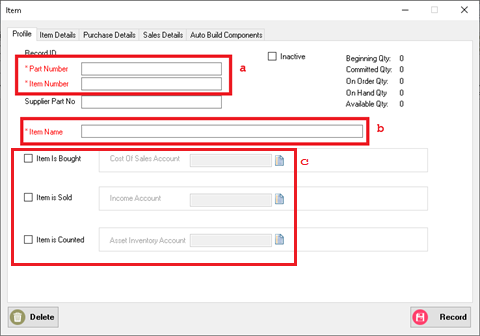 Item
Profile Item Details Purchase Details Sales Details Auto Build Components
Record ID
Inactive
Beginning Qty: 0
* Part Number
a
Committed Qty: 0
* Item Number
On Order Qty: 0
On Hand Qty 0
Supplier Part No
Available Qty: 0
* Item Name
b
Item Is Bought Cost Of Sales Account
c
Item is Sold Income Account
Item is Counted Asset Inventory Account
Delete
Record